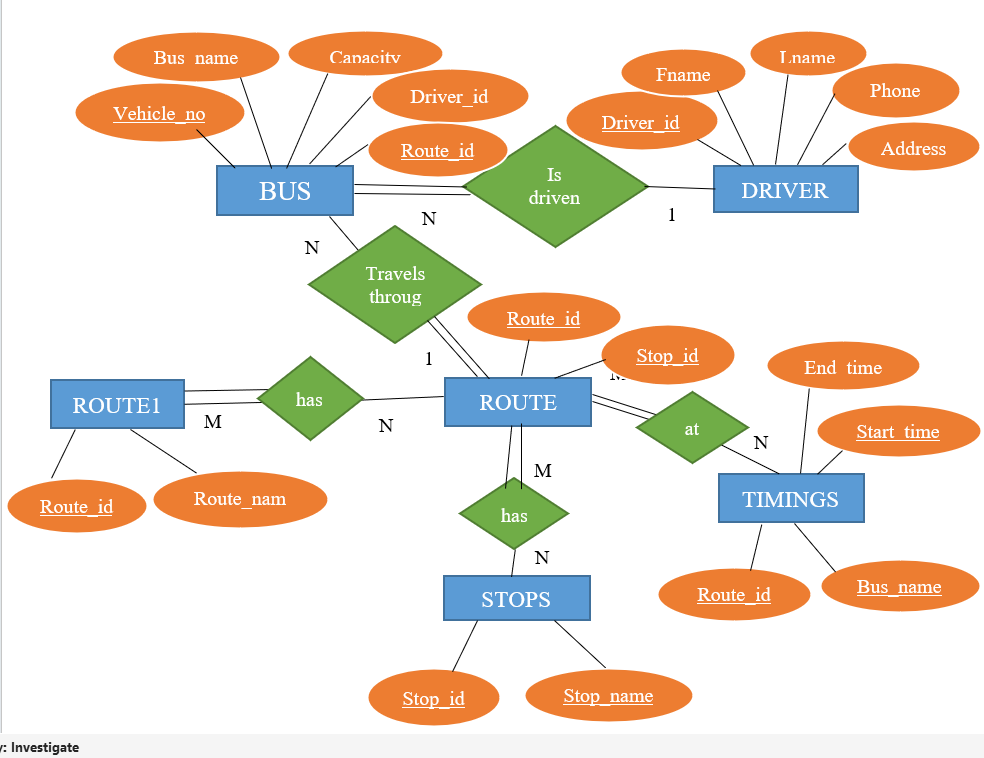 Bus_name
Capacity
Lname
Fname
Phone
Driver_id
Vehicle_no
Driver_id
Address
Route_id
Is
driven
BUS
DRIVER
N
1
N
Travels
throug
Route_id
Stop_id
1
End_time
ROUTE1
has
ROUTE
M
N
at
N
Start_time
M
Route_id
Route_nam
has
TIMINGS
N
STOPS
Route_id
Bus_name
Stop_id
Stop_name
y: Investigate